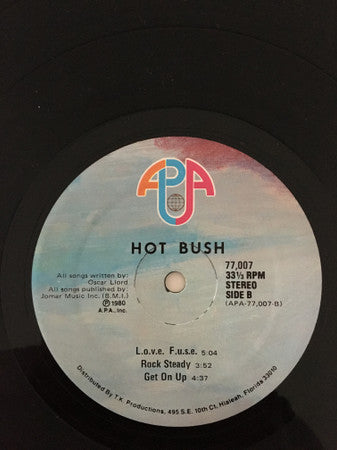 APA
HOT BUSH
77,007
33⅓ RPM
STEREO
SIDE B
(APA-77,007-B)
All songs written by:
Oscar Llord
All songs published by:
Jomar Music Inc. (B.M.I.)
Ⓟ 1980
A.P.A., Inc.
L.o.v.e. F.u.s.e. 5:04
Rock Steady 3:52
Get On Up 4:37
Distributed By T.K. Productions, 495 S.E. 10th Ct. Hialeah, Florida 33010